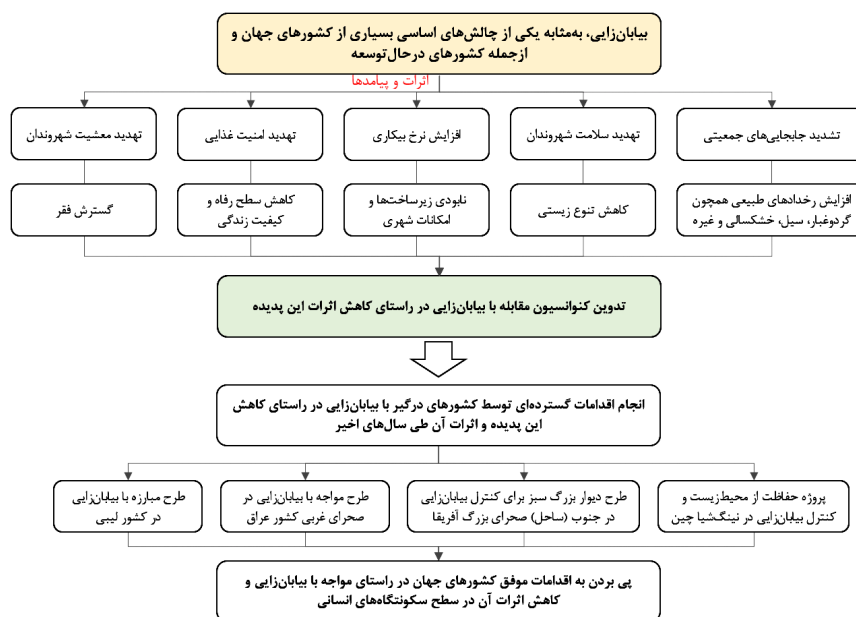 بیابان‌زایی، به‌مثابه یکی از چالش‌های اساسی بسیاری از کشورهای جهان و
ازجمله کشورهای درحال‌توسعه
اثرات و پیامدها
تشدید جابجایی‌های جمعیتی
تهدید سلامت شهروندان
افزایش نرخ بیکاری
تهدید امنیت غذایی
تهدید معشیت شهروندان
افزایش رخدادهای طبیعی همچون
گردوغبار، سیل، خشکسالی و غیره
کاهش تنوع زیستی
نابودی زیرساخت‌ها و
امکانات شهری
کاهش سطح رفاه و
کیفیت زندگی
گسترش فقر
تدوین کنوانسیون مقابله با بیابان‌زایی در راستای کاهش اثرات این پدیده
انجام اقدامات گسترده‌ای توسط کشورهای درگیر با بیابان‌زایی در راستای کاهش
این پدیده و اثرات آن طی سال‌های اخیر
پروژه حفاظت از محیط‌زیست و
کنترل بیابان‌زایی در نینگ‌شیا چین
طرح دیوار بزرگ سبز برای کنترل بیابان‌زایی
در جنوب (ساحل) صحرای بزرگ آفریقا
طرح مواجه با بیابان‌زایی در
صحرای غربی کشور عراق
طرح مبارزه با بیابان‌زایی
در کشور لیبی
پی بردن به اقدامات موفق کشورهای جهان در راستای مواجه با بیابان‌زایی و
کاهش اثرات آن در سطح سکونتگاه‌های انسانی